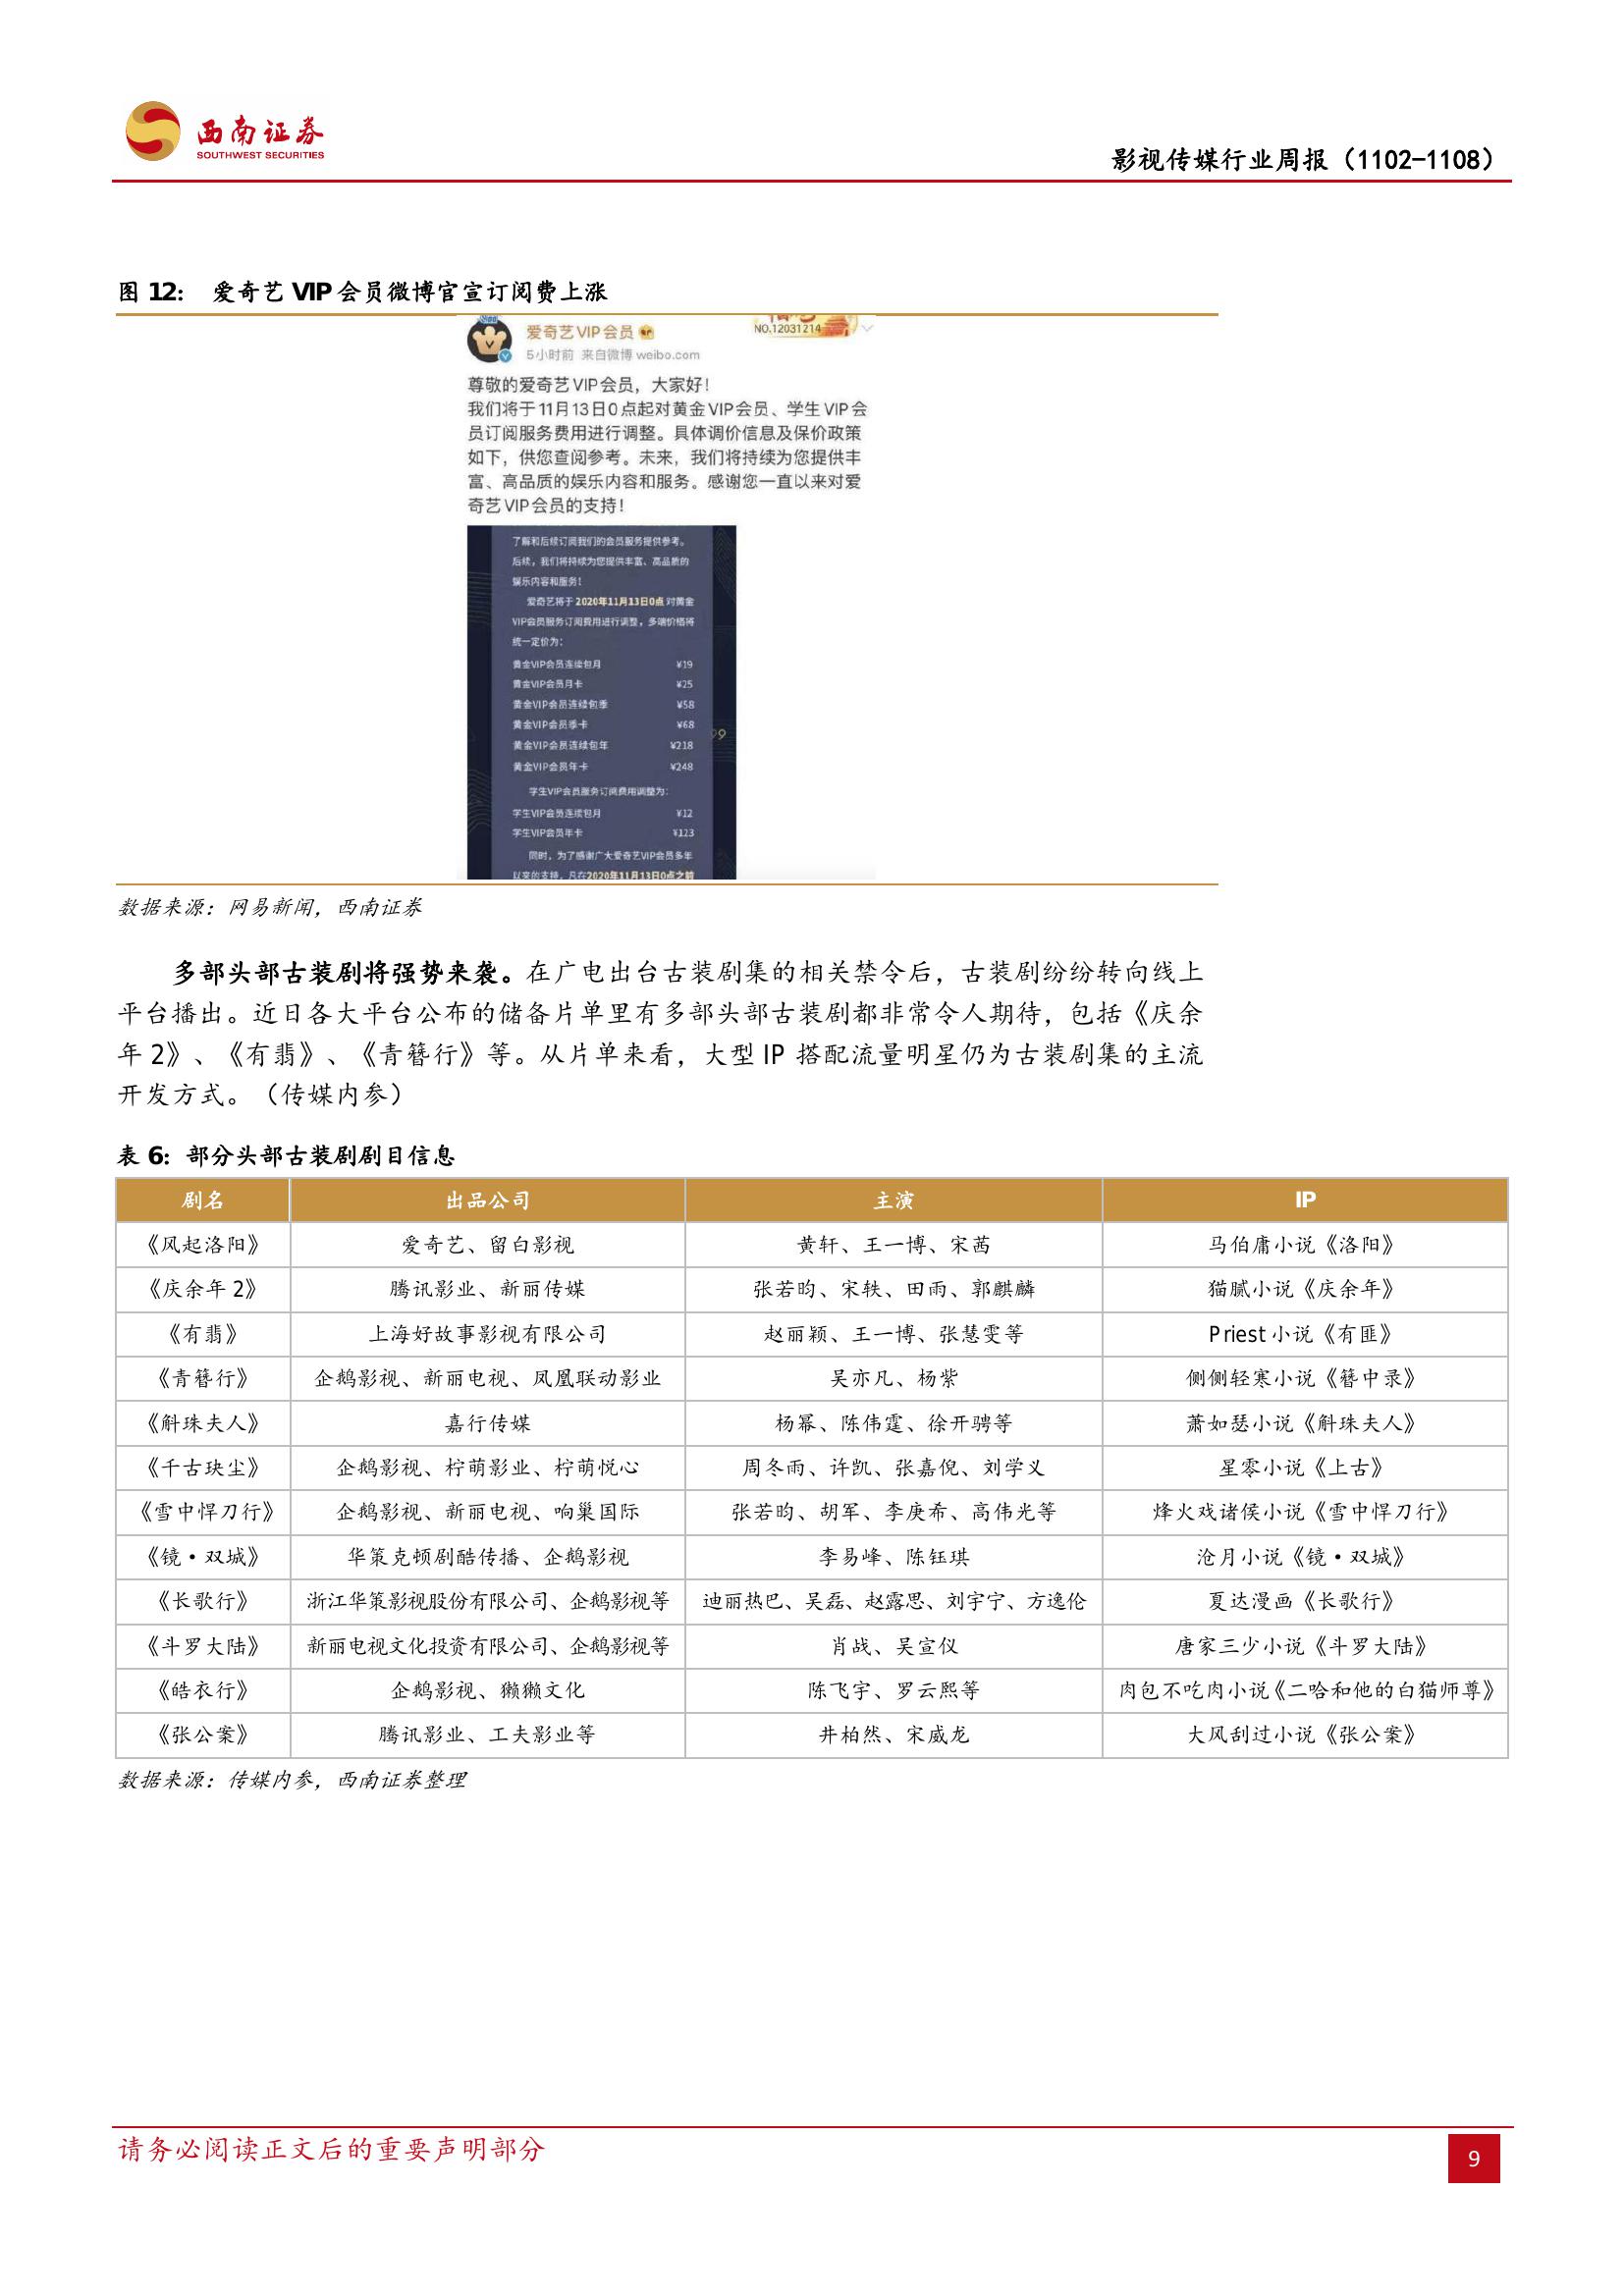 西南证券
SOUTHWEST SECURITIES
影视传媒行业周报（1102-1108）
图 12： 爱奇艺 VIP 会员微博官宣订阅费上涨
爱奇艺VIP会员
NO.12031214
5小时前 来自微博 weibo.com
尊敬的爱奇艺VIP会员，大家好！
我们将于11月13日0点起对黄金VIP会员、学生VIP会
员订阅服务费用进行调整。具体调价信息及保价政策
如下，供您查阅参考。未来，我们将持续为您提供丰
富、高品质的娱乐内容和服务。感谢您一直以来对爱
奇艺VIP会员的支持！
了解和后续订阅我们的会员服务提供参考。
后续，我们将持续为您提供丰富、高品质的
娱乐内容和服务！
爱奇艺将于2020年11月13日0点对黄金
VIP会员服务订阅费用进行调整，多端价格将
统一定价为：
黄金VIP会员连续包月 ¥19
黄金VIP会员月卡 ¥25
黄金VIP会员连续包季 ¥58
黄金VIP会员季卡 ¥68
黄金VIP会员连续包年 ¥218
黄金VIP会员年卡 ¥248
学生VIP会员服务订阅费用调整为：
学生VIP会员连续包月 ¥12
学生VIP会员年卡 ¥123
同时，为了感谢广大爱奇艺VIP会员多年
以来的支持，凡在2020年11月13日0点之前
数据来源：网易新闻，西南证券
多部头部古装剧将强势来袭。在广电出台古装剧集的相关禁令后，古装剧纷纷转向线上
平台播出。近日各大平台公布的储备片单里有多部头部古装剧都非常令人期待，包括《庆余
年 2》、《有翡》、《青簪行》等。从片单来看，大型 IP 搭配流量明星仍为古装剧集的主流
开发方式。（传媒内参）
表 6：部分头部古装剧剧目信息
剧名 出品公司 主演 IP
《风起洛阳》 爱奇艺、留白影视 黄轩、王一博、宋茜 马伯庸小说《洛阳》
《庆余年 2》 腾讯影业、新丽传媒 张若昀、宋轶、田雨、郭麒麟 猫腻小说《庆余年》
《有翡》 上海好故事影视有限公司 赵丽颖、王一博、张慧雯等 Priest 小说《有匪》
《青簪行》 企鹅影视、新丽电视、凤凰联动影业 吴亦凡、杨紫 侧侧轻寒小说《簪中录》
《斛珠夫人》 嘉行传媒 杨幂、陈伟霆、徐开骋等 萧如瑟小说《斛珠夫人》
《千古玦尘》 企鹅影视、柠萌影业、柠萌悦心 周冬雨、许凯、张嘉倪、刘学义 星零小说《上古》
《雪中悍刀行》 企鹅影视、新丽电视、响巢国际 张若昀、胡军、李庚希、高伟光等 烽火戏诸侯小说《雪中悍刀行》
《镜·双城》 华策克顿剧酷传播、企鹅影视 李易峰、陈钰琪 沧月小说《镜·双城》
《长歌行》 浙江华策影视股份有限公司、企鹅影视等 迪丽热巴、吴磊、赵露思、刘宇宁、方逸伦 夏达漫画《长歌行》
《斗罗大陆》 新丽电视文化投资有限公司、企鹅影视等 肖战、吴宣仪 唐家三少小说《斗罗大陆》
《皓衣行》 企鹅影视、獭獭文化 陈飞宇、罗云熙等 肉包不吃肉小说《二哈和他的白猫师尊》
《张公案》 腾讯影业、工夫影业等 井柏然、宋威龙 大风刮过小说《张公案》
数据来源：传媒内参，西南证券整理
请务必阅读正文后的重要声明部分
9